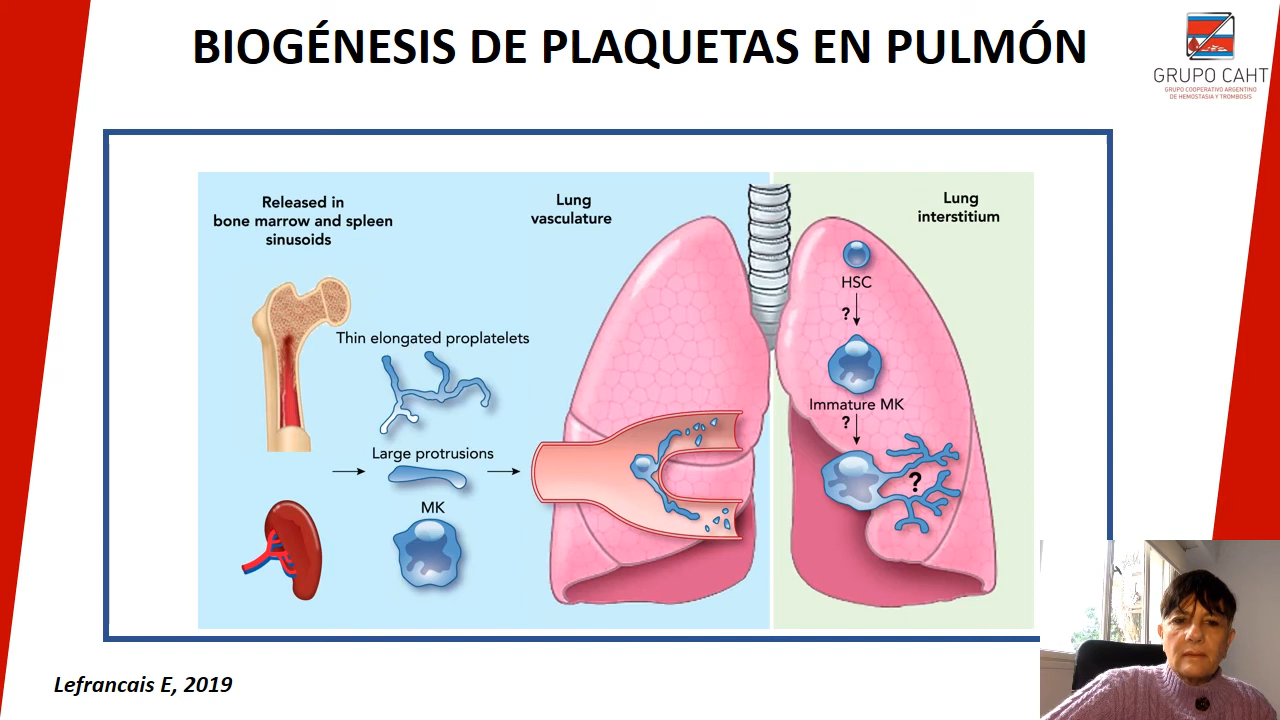 BIOGÉNESIS DE PLAQUETAS EN PULMÓN
GRUPO CAHT
GRUPO COOPERATIVO ARGENTINO
DE HEMOSTASIA Y TROMBOSIS
Released in
bone marrow and spleen
sinusoids
Thin elongated proplatelets
Large protrusions
MK
Lung
vasculature
Lung
interstitium
HSC
?
Immature MK
?
?
Lefrancais E, 2019